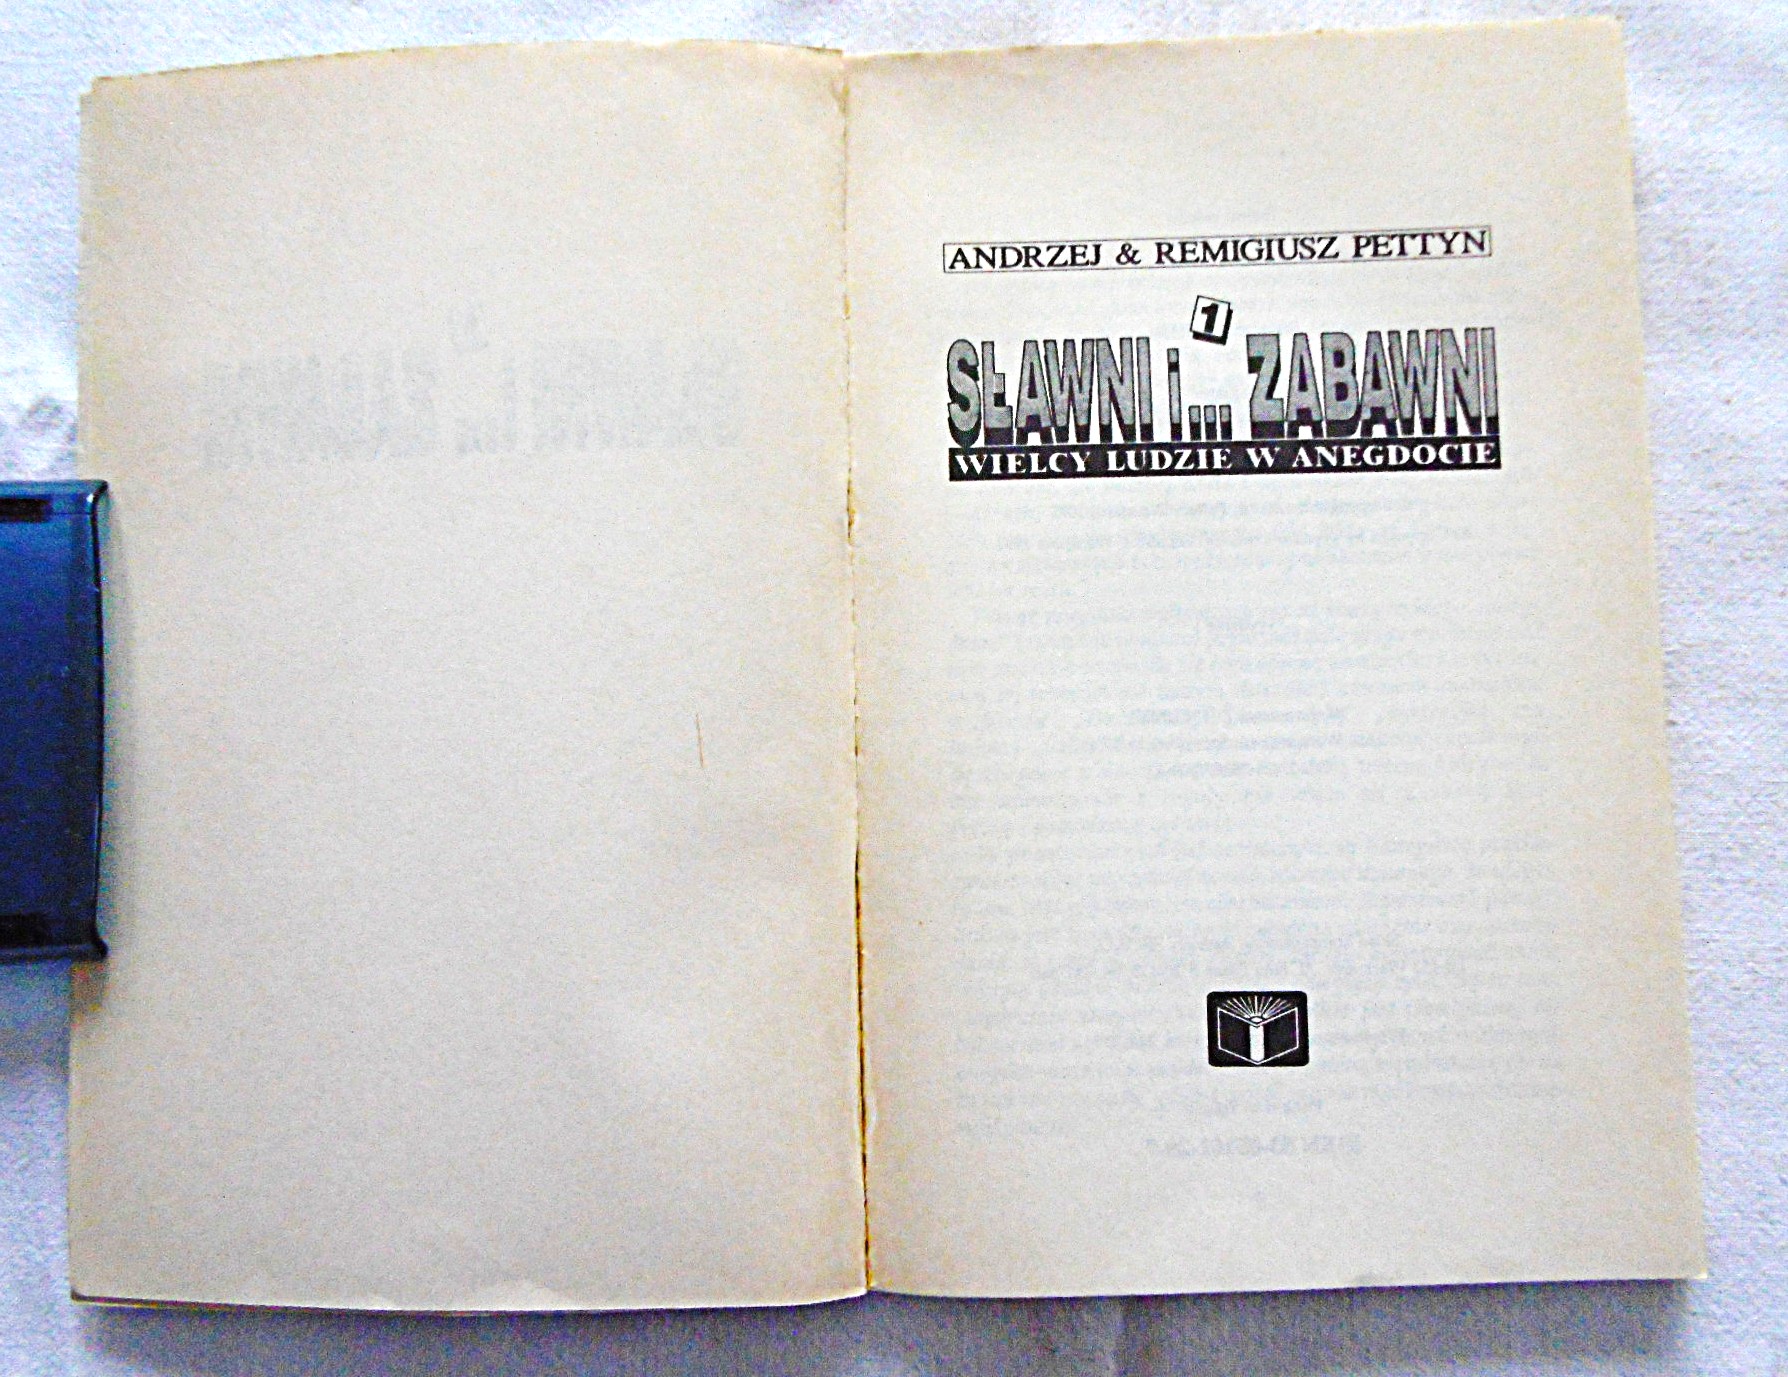 ANDRZEJ & REMIGIUSZ PETTYN
1
SŁAWNI i... ZABAWNI
WIELCY LUDZIE W ANEGDOCIE